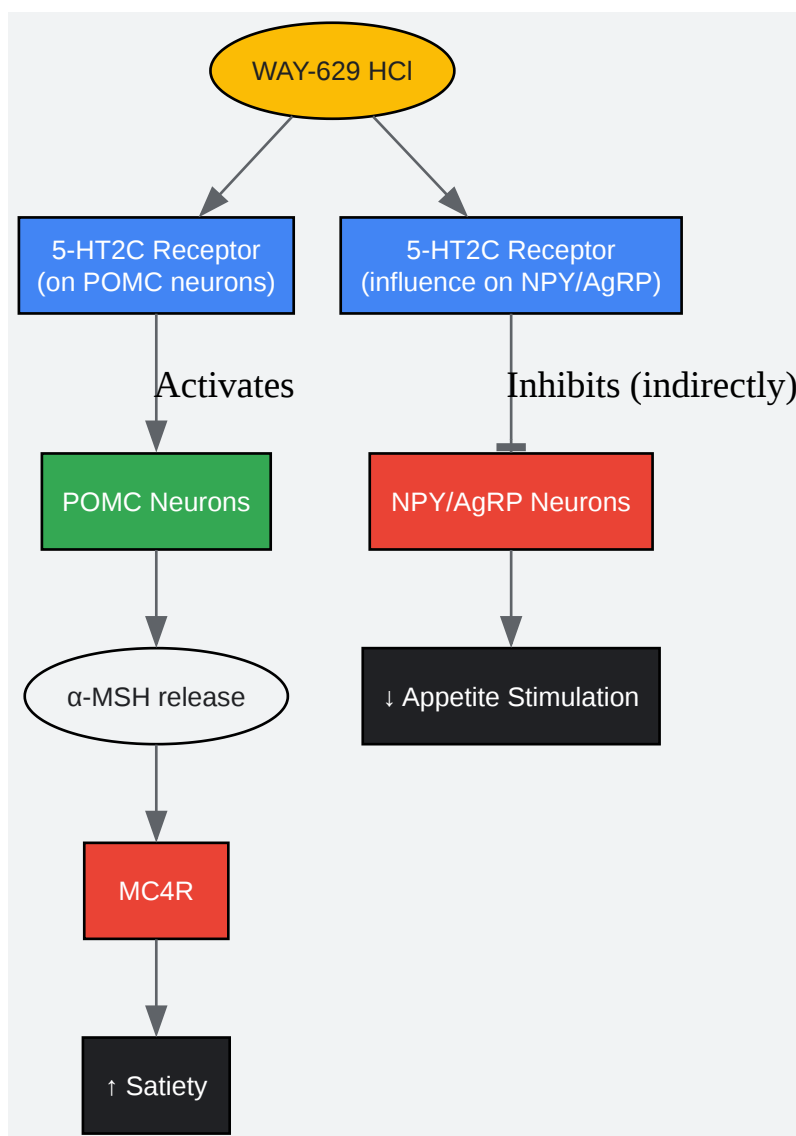 WAY-629 HCl
5-HT2C Receptor
(on POMC neurons)
5-HT2C Receptor
(influence on NPY/AgRP)
Activates
Inhibits (indirectly)
POMC Neurons
NPY/AgRP Neurons
α-MSH release
↓ Appetite Stimulation
MC4R
↑ Satiety